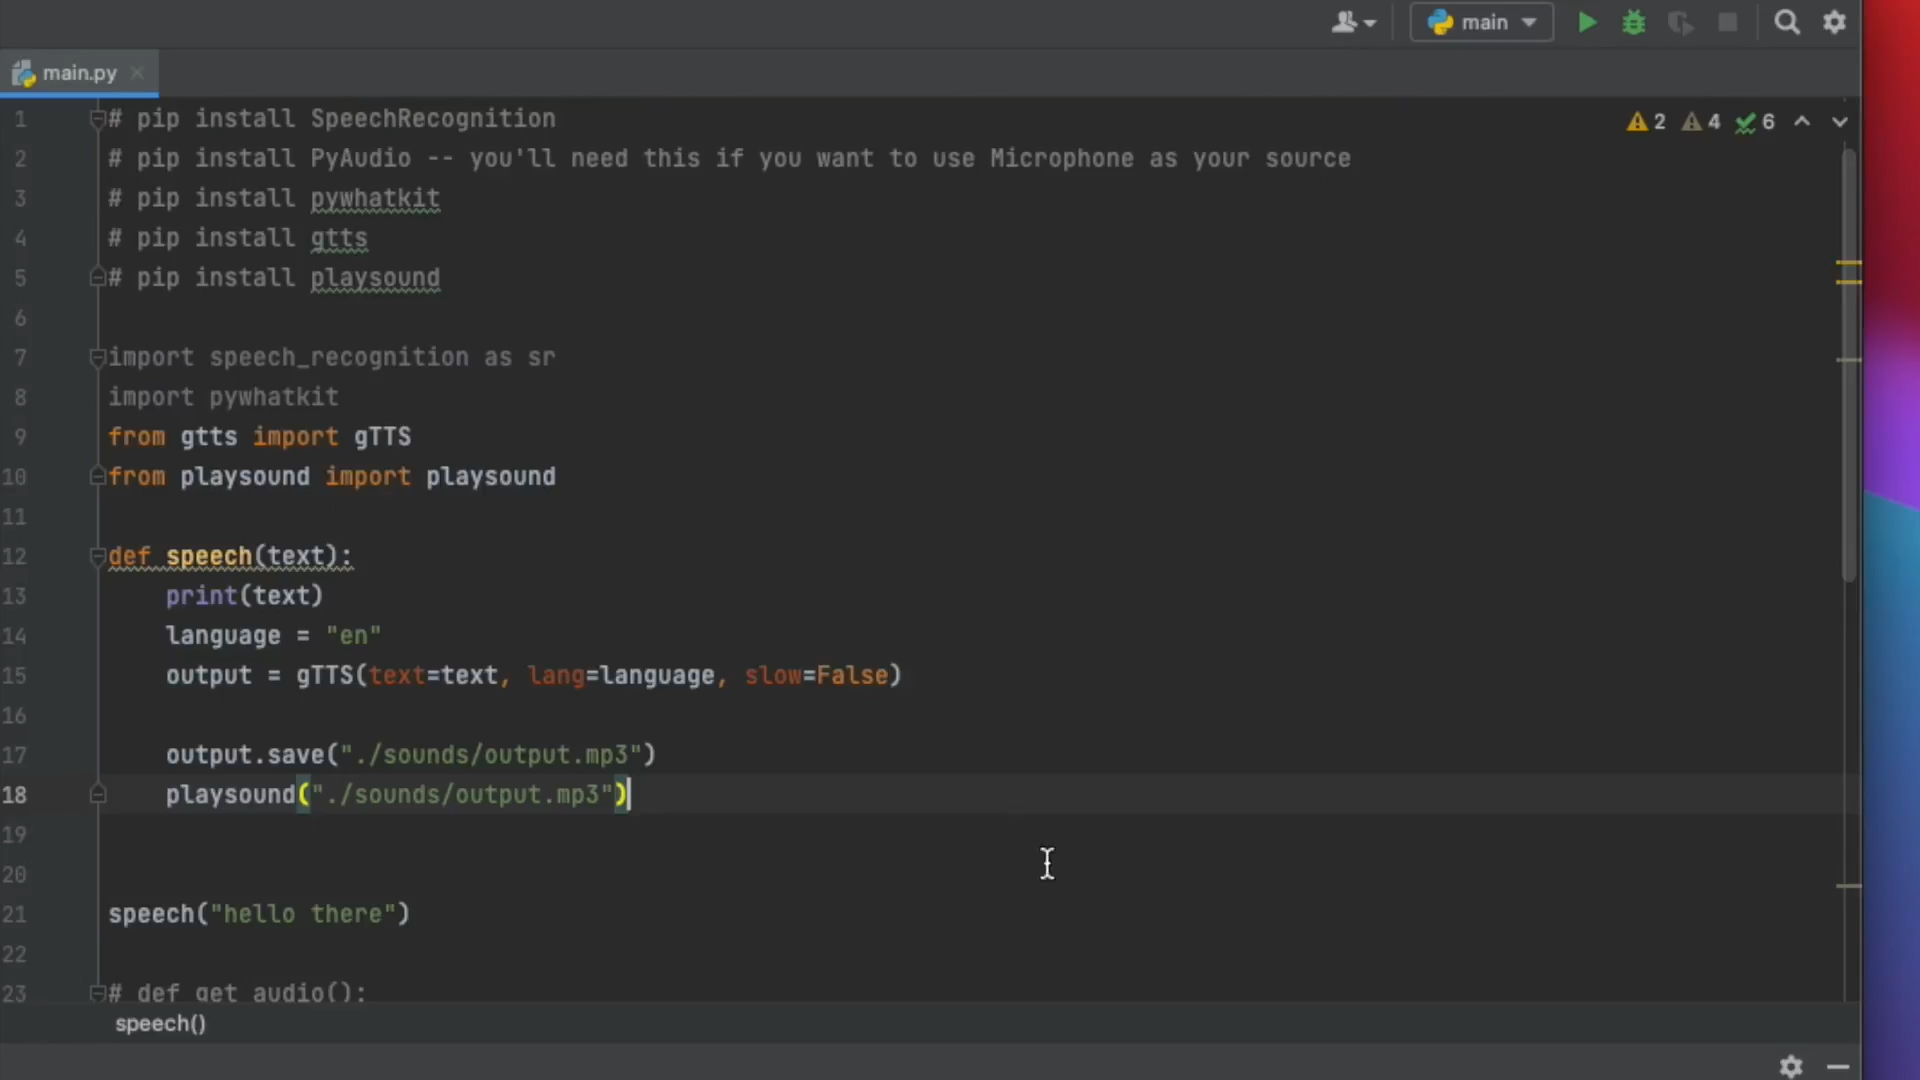 main
main.py
2 4 6
1 # pip install SpeechRecognition
2 # pip install PyAudio -- you'll need this if you want to use Microphone as your source
3 # pip install pywhatkit
4 # pip install gtts
5 # pip install playsound
6
7 import speech_recognition as sr
8 import pywhatkit
9 from gtts import gTTS
10 from playsound import playsound
11
12 def speech(text):
13     print(text)
14     language = "en"
15     output = gTTS(text=text, lang=language, slow=False)
16
17     output.save("./sounds/output.mp3")
18     playsound("./sounds/output.mp3")
19
20
21 speech("hello there")
22
23 # def get_audio():
speech()